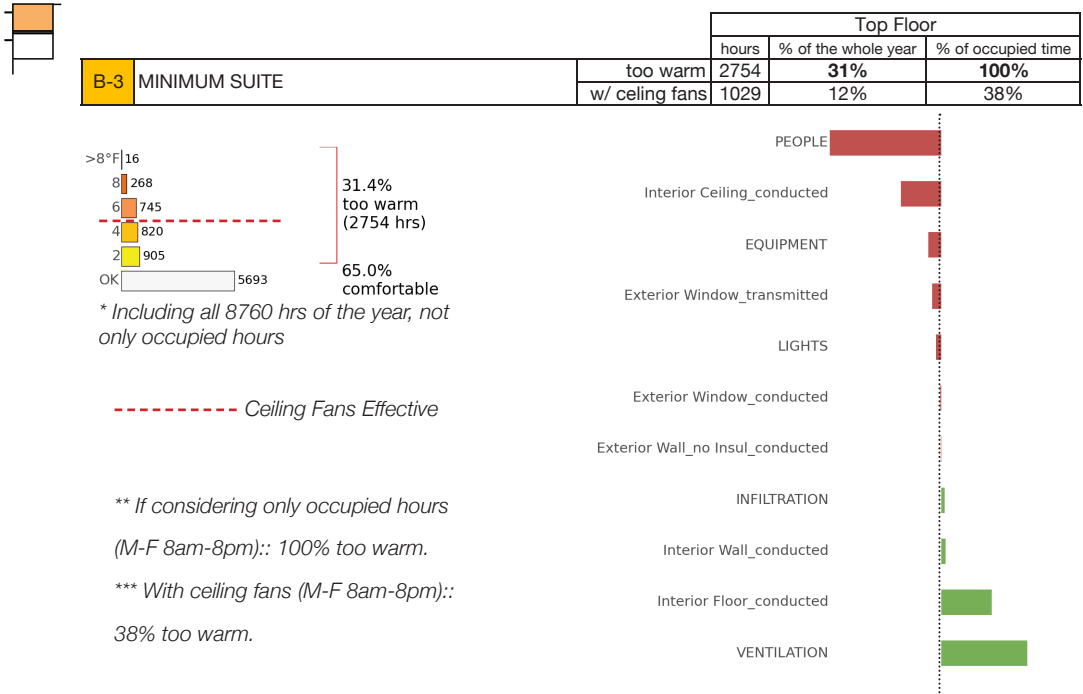 Top Floor
hours % of the whole year % of occupied time
B-3 MINIMUM SUITE too warm 2754 31% 100%
w/ celing fans 1029 12% 38%
>8°F 16
8 268
6 745
4 820
2 905
OK 5693
31.4%
too warm
(2754 hrs)
65.0%
comfortable
* Including all 8760 hrs of the year, not
only occupied hours
Ceiling Fans Effective
** If considering only occupied hours
(M-F 8am-8pm):: 100% too warm.
*** With ceiling fans (M-F 8am-8pm)::
38% too warm.
PEOPLE
Interior Ceiling_conducted
EQUIPMENT
Exterior Window_transmitted
LIGHTS
Exterior Window_conducted
Exterior Wall_no Insul_conducted
INFILTRATION
Interior Wall_conducted
Interior Floor_conducted
VENTILATION